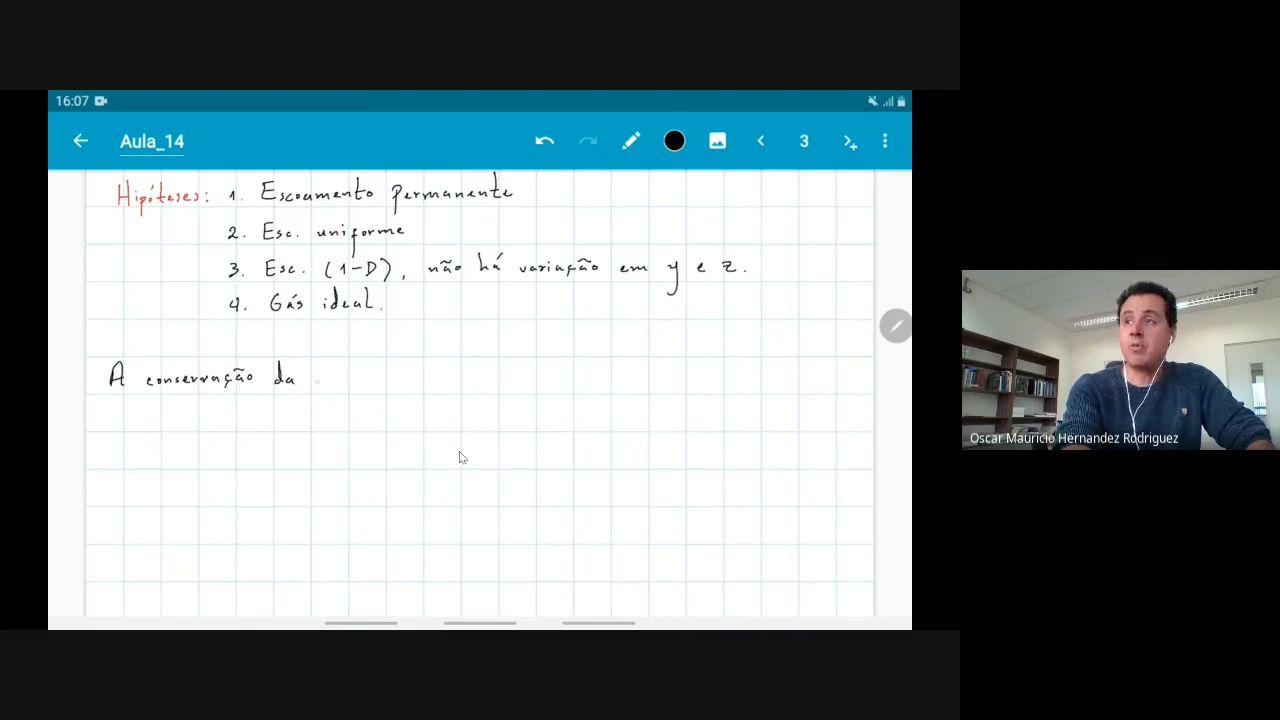 16:07
Aula_14
3
Hipóteses: 1. Escoamento permanente
2. Esc. uniforme
3. Esc. (1-D), não há variação em y e z.
4. Gás ideal.
A conservação da
Oscar Mauricio Hernandez Rodriguez